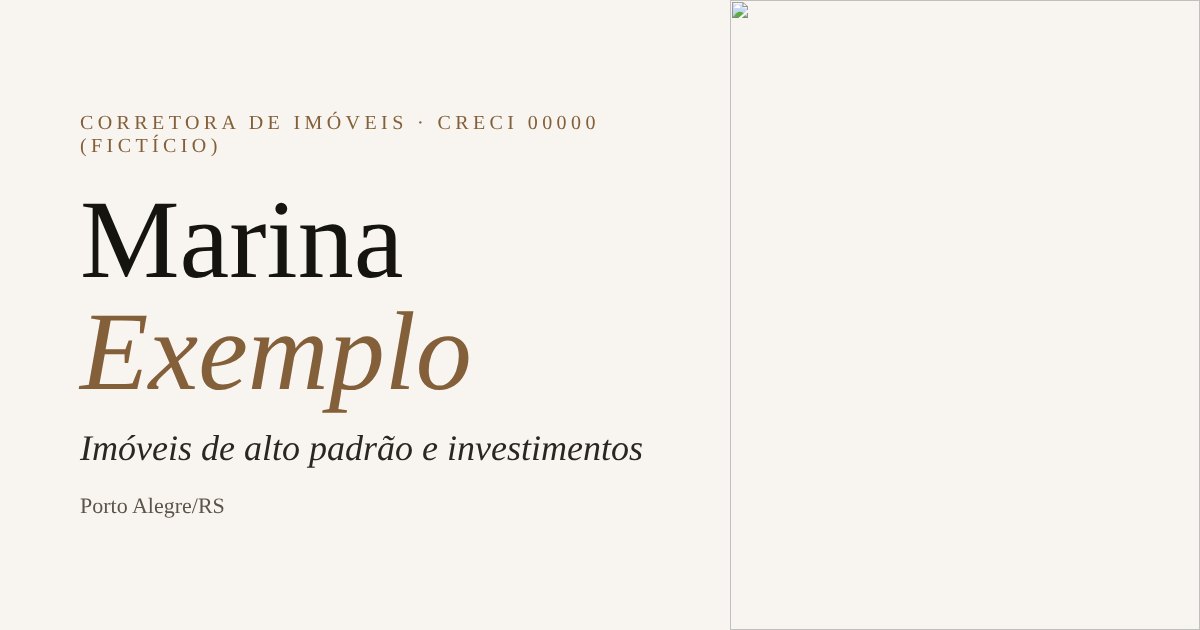 CORRETORA DE IMÓVEIS · CRECI 00000
(FICTÍCIO)
Marina
Exemplo
Imóveis de alto padrão e investimentos
Porto Alegre/RS